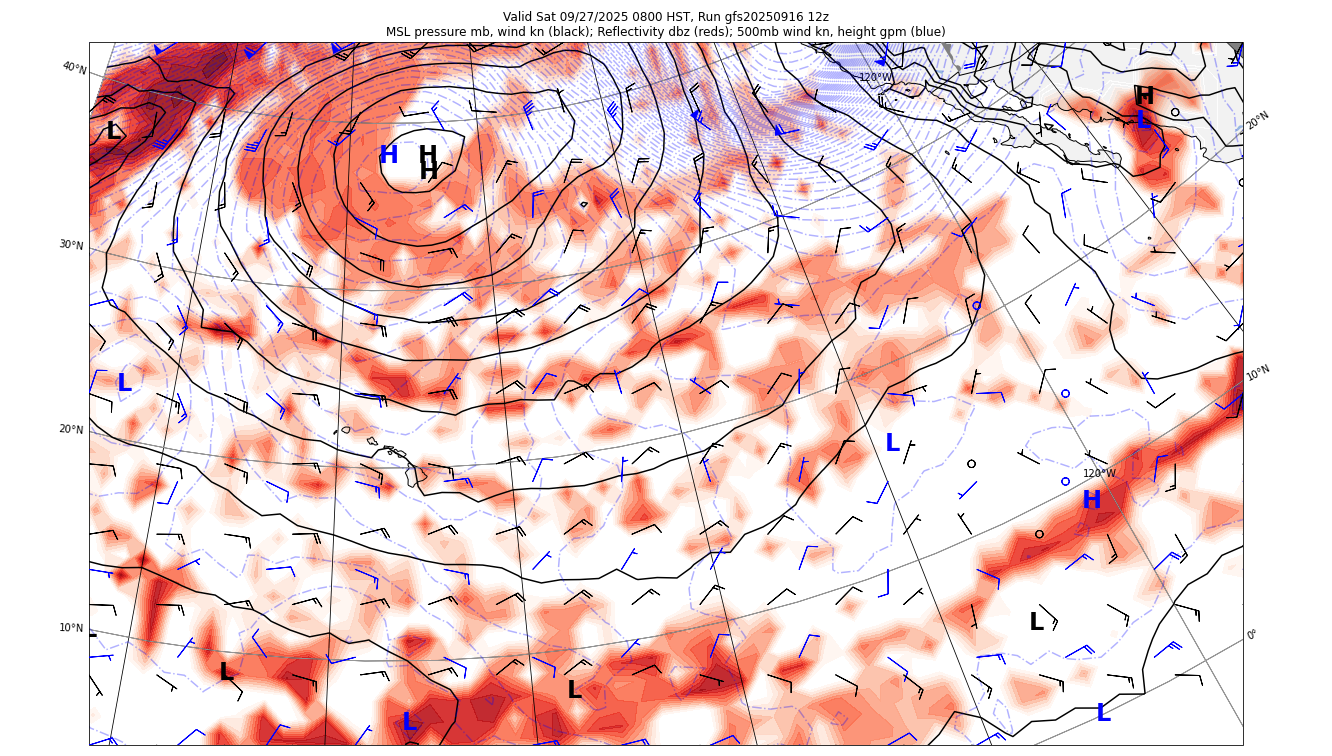 Valid Sat 09/27/2025 0800 HST, Run gfs20250916 12z
MSL pressure mb, wind kn (black); Reflectivity dbz (reds); 500mb wind kn, height gpm (blue)
40°N
120°W
H
20°N
L
L
H
H
H
30°N
10°N
L
20°N
L
120°W
H
10°N
L
0°
L
L
L
L